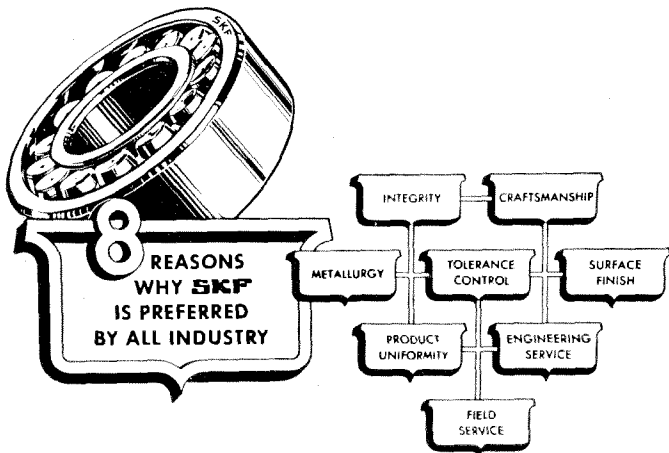 SKF
8
REASONS
WHY SKF
IS PREFERRED
BY ALL INDUSTRY
INTEGRITY
CRAFTSMANSHIP
METALLURGY
TOLERANCE
CONTROL
SURFACE
FINISH
PRODUCT
UNIFORMITY
ENGINEERING
SERVICE
FIELD
SERVICE